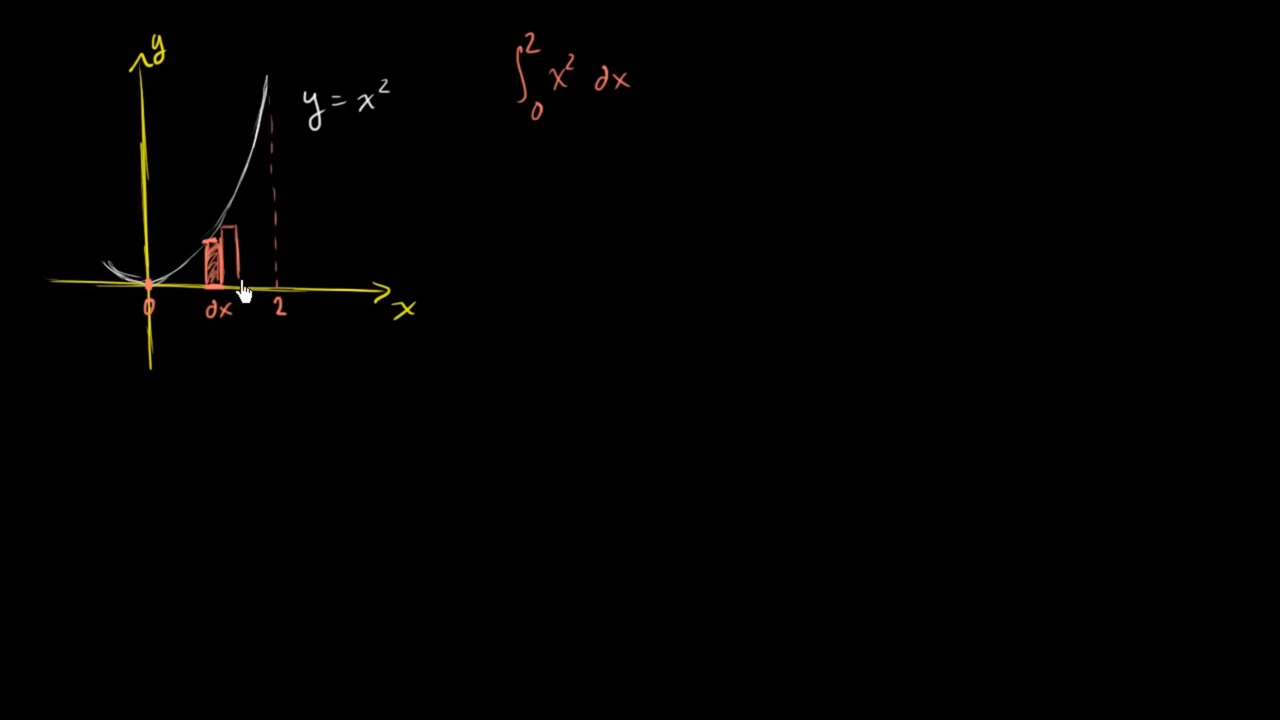 y
y = x²
∫₀² x² dx
0 dx 2
x